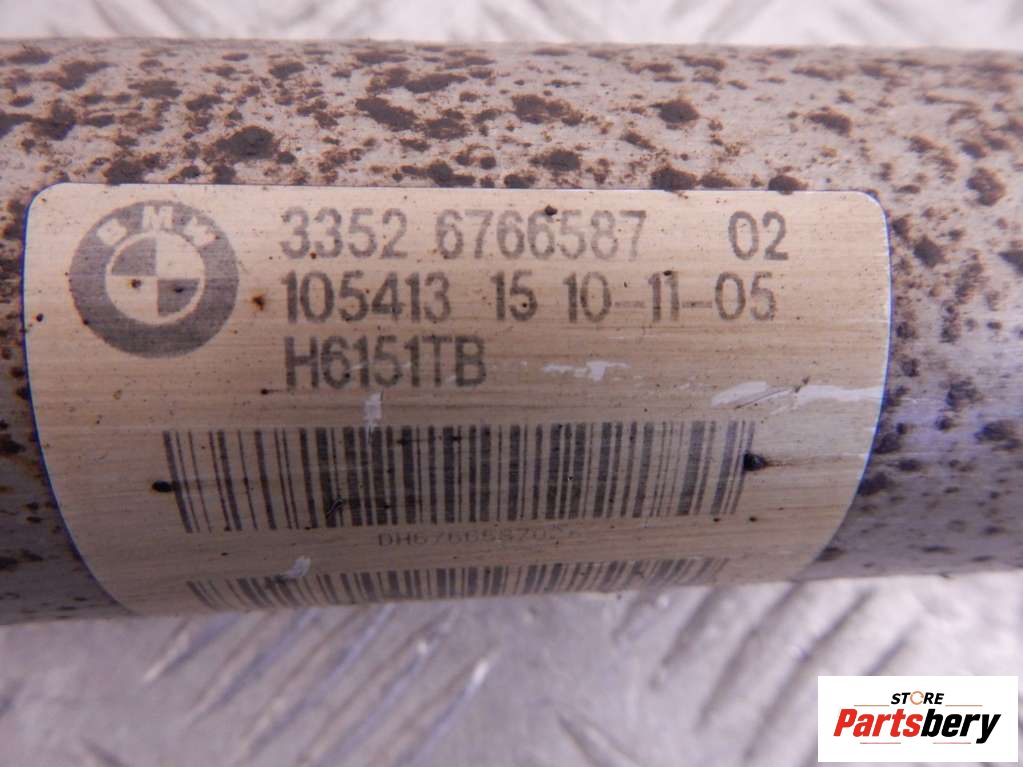 BMW
3352 6766587 02
105413 15 10-11-05
H6151TB
STORE
Partsbery